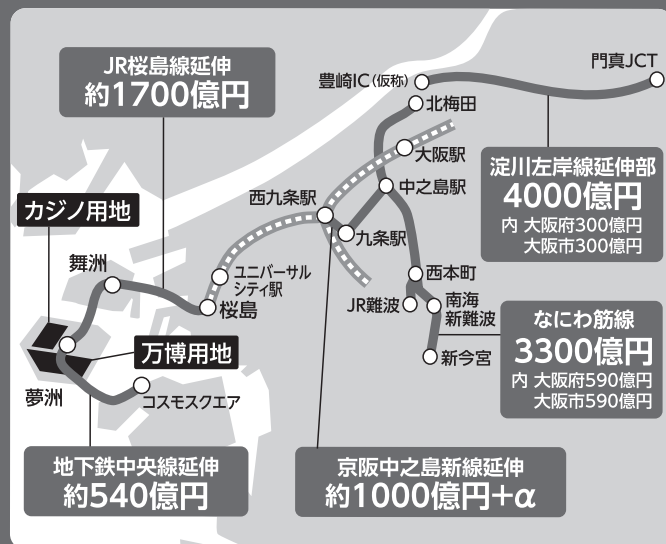 JR桜島線延伸
約1700億円
門真JCT
豊崎IC(仮称)
北梅田
大阪駅
中之島駅
淀川左岸線延伸部
4000億円
内 大阪府300億円
大阪市300億円
カジノ用地
西九条駅
九条駅
舞洲
ユニバーサル
シティ駅
桜島
西本町
JR難波
南海
新難波
新今宮
なにわ筋線
3300億円
内 大阪府590億円
大阪市590億円
万博用地
夢洲
コスモスクエア
地下鉄中央線延伸
約540億円
京阪中之島新線延伸
約1000億円+α